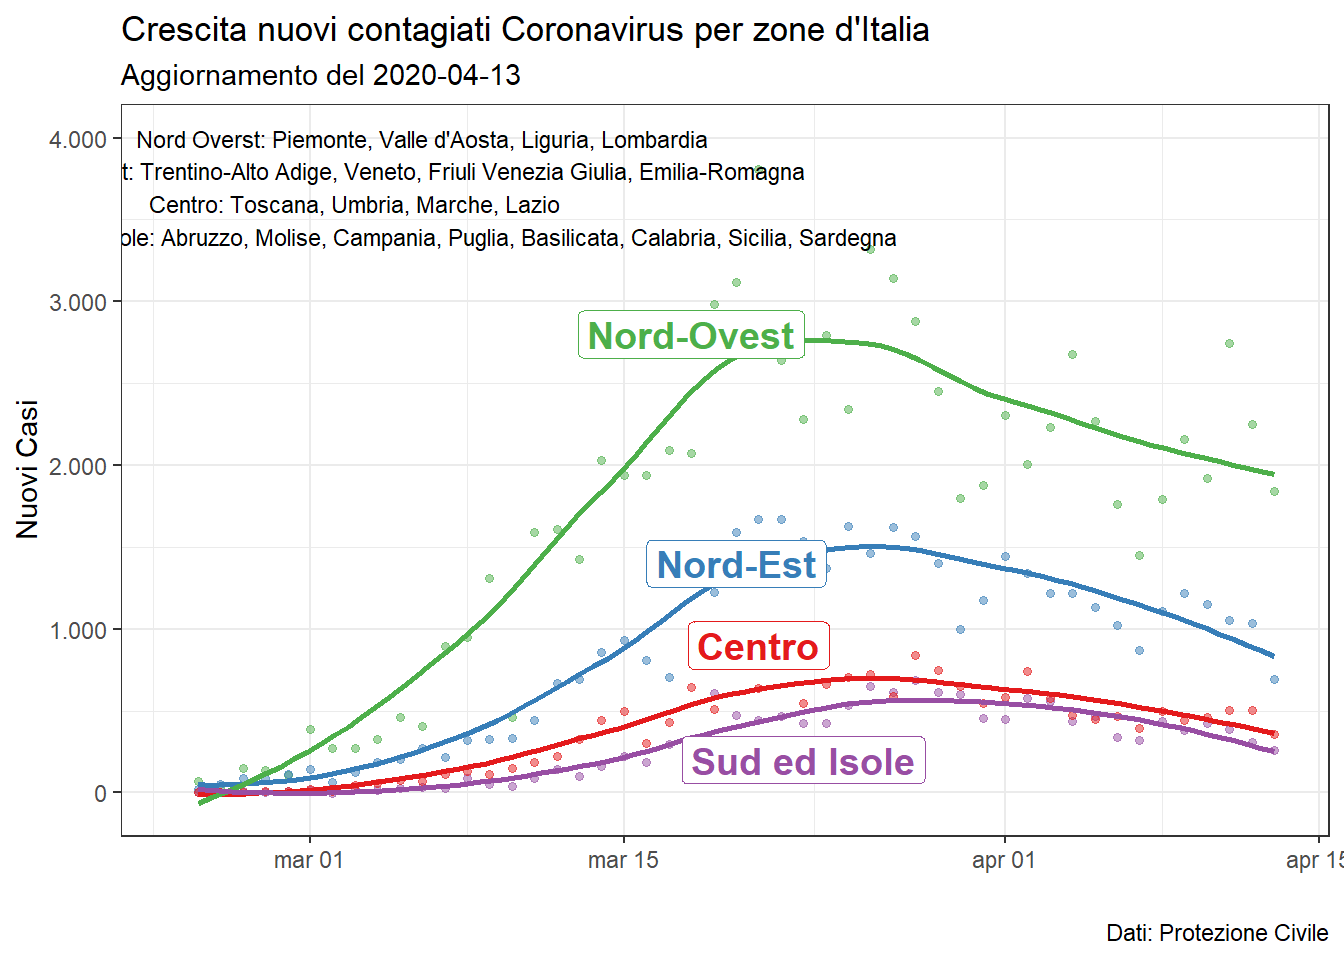 Crescita nuovi contagiati Coronavirus per zone d'Italia
Aggiornamento del 2020-04-13
Nord Overst: Piemonte, Valle d'Aosta, Liguria, Lombardia
t: Trentino-Alto Adige, Veneto, Friuli Venezia Giulia, Emilia-Romagna
Centro: Toscana, Umbria, Marche, Lazio
ole: Abruzzo, Molise, Campania, Puglia, Basilicata, Calabria, Sicilia, Sardegna
4.000
3.000
2.000
1.000
0
Nuovi Casi
Nord-Ovest
Nord-Est
Centro
Sud ed Isole
mar 01
mar 15
apr 01
apr 15
Dati: Protezione Civile